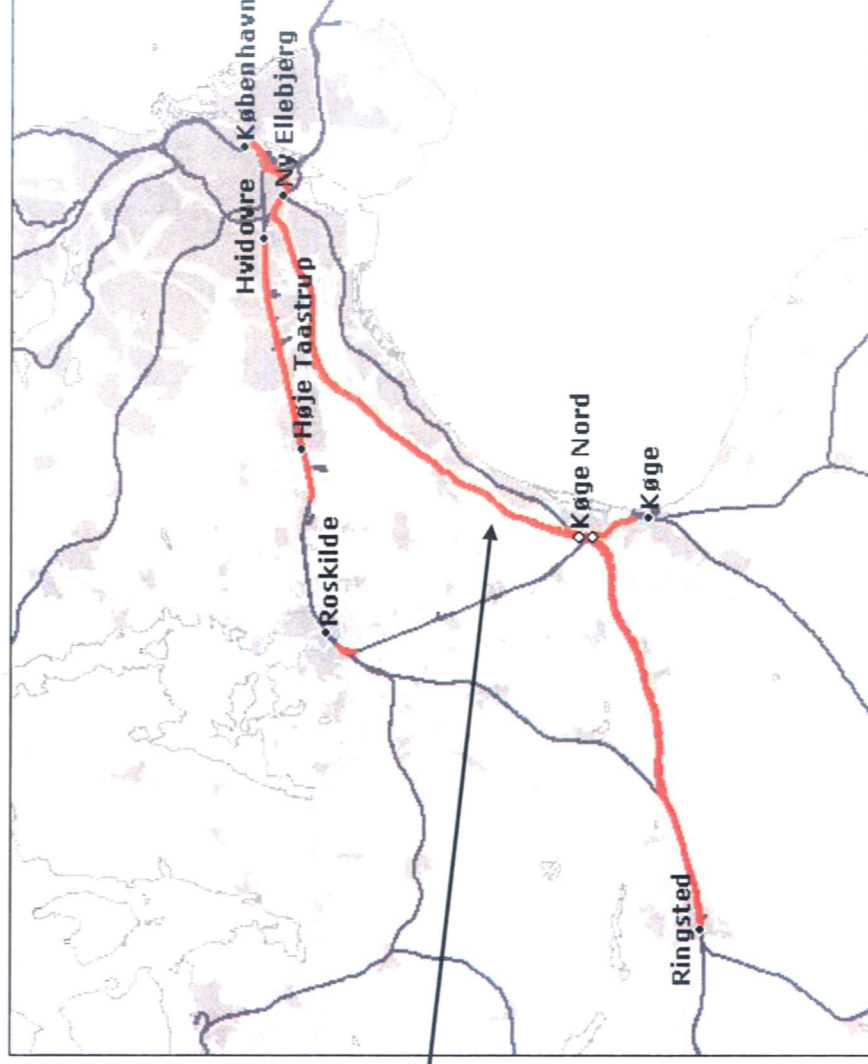 København
Ny Ellebjerg
Hvidovre
Høje Taastrup
Roskilde
Køge Nord
Køge
Ringsted